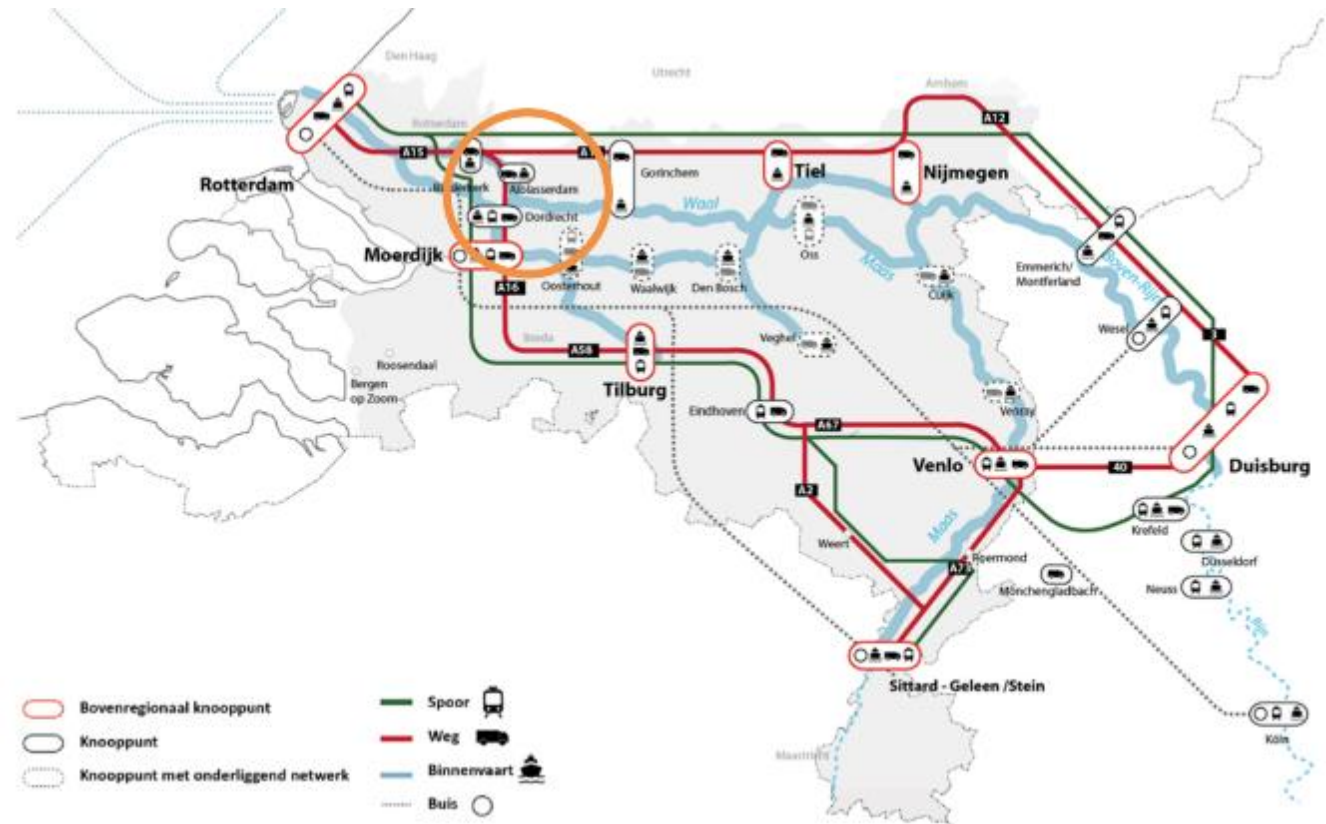 Den Haag
Utrecht
Arnhem
Rotterdam
A12
A15
Gorinchem
Tiel
Nijmegen
Rotterdam
Alblasserdam
Waal
Dordrecht
Moerdijk
Oss
Maas
Emmerich/
Montferland
Boven-Rijn
A16
Oosterhout
Waalwijk
Den Bosch
Cuijk
Wesel
Breda
Veghel
3
A58
Roosendaal
Bergen
op Zoom
Tilburg
Venray
Eindhoven
A67
Venlo
40
Duisburg
A2
Maas
Krefeld
Weert
Roermond
A73
Düsseldorf
Mönchengladbach
Neuss
Rijn
Sittard - Geleen /Stein
Köln
Maastricht
Bovenregionaal knooppunt
Knooppunt
Knooppunt met onderliggend netwerk
Spoor
Weg
Binnenvaart
Buis